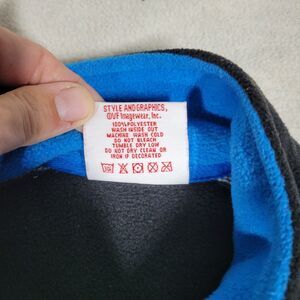 STYLE AND GRAPHICS,
©VF Imagewear, Inc.
100%POLYESTER
WASH INSIDE OUT
MACHINE WASH COLD
DO NOT BLEACH
TUMBLE DRY LOW
DO NOT DRY CLEAN OR
IRON IF DECORATED